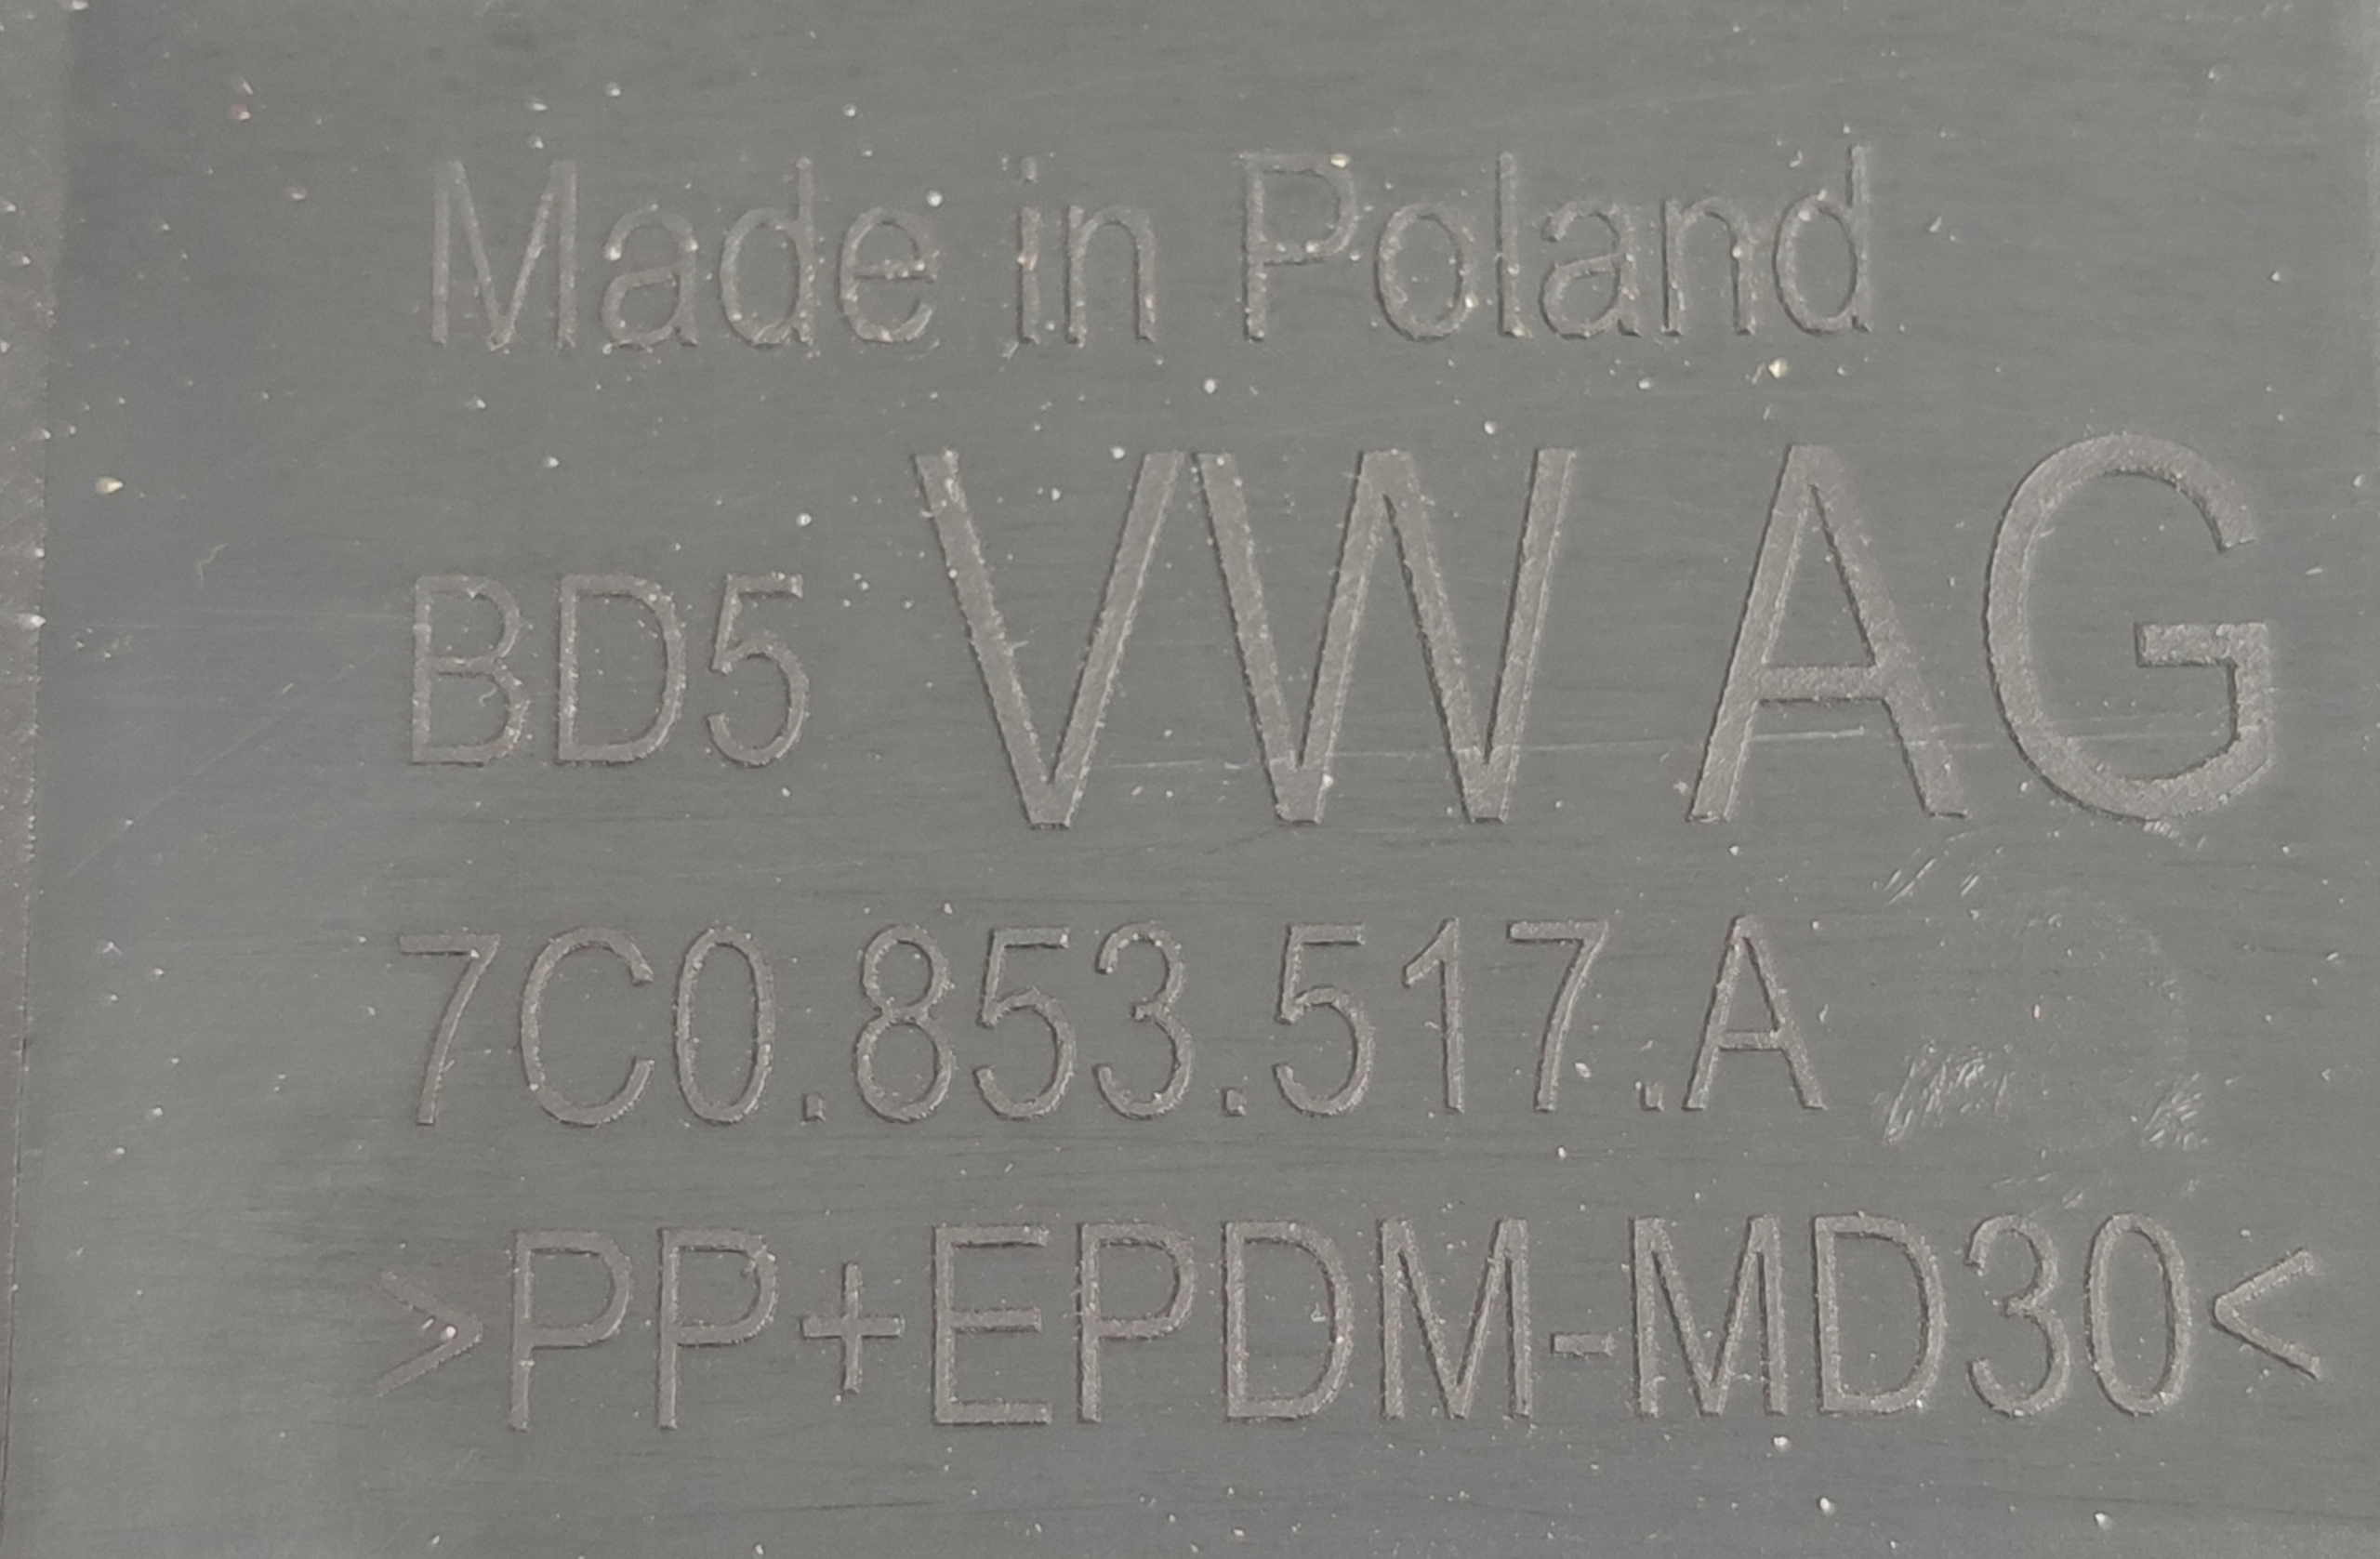 Made in Poland
BD5 VW AG
7C0.853.517.A
>PP+EPDM-MD30<